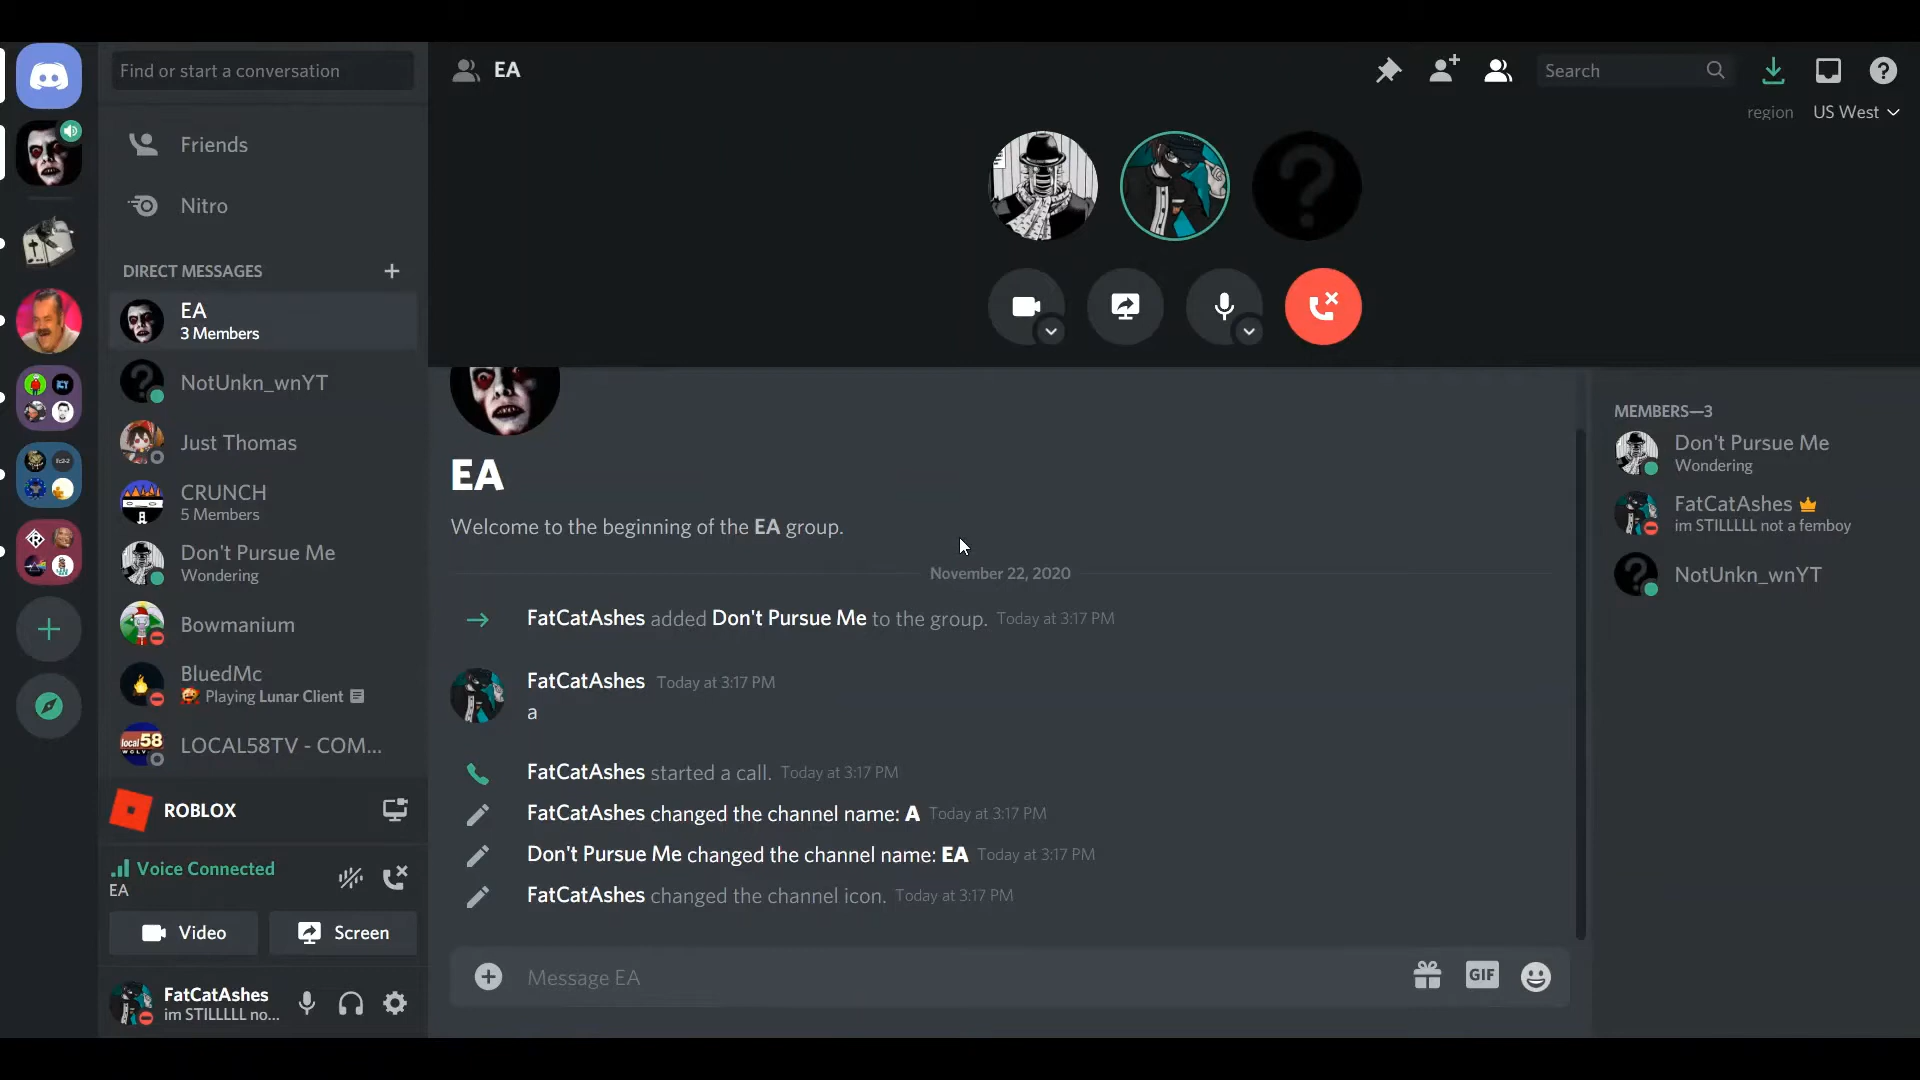 Find or start a conversation
EA
Search
region US West
Friends
Nitro
DIRECT MESSAGES
EA
3 Members
NotUnkn_wnYT
Just Thomas
CRUNCH
5 Members
Don't Pursue Me
Wondering
Bowmanium
BluedMc
Playing Lunar Client
local58
LOCAL58TV - COM...
ROBLOX
Voice Connected
EA
Video
Screen
FatCatAshes
im STILLLLL no...
EA
Welcome to the beginning of the EA group.
November 22, 2020
FatCatAshes added Don't Pursue Me to the group. Today at 3:17 PM
FatCatAshes Today at 3:17 PM
a
FatCatAshes started a call. Today at 3:17 PM
FatCatAshes changed the channel name: A Today at 3:17 PM
Don't Pursue Me changed the channel name: EA Today at 3:17 PM
FatCatAshes changed the channel icon. Today at 3:17 PM
Message EA
GIF
MEMBERS—3
Don't Pursue Me
Wondering
FatCatAshes
im STILLLLL not a femboy
NotUnkn_wnYT